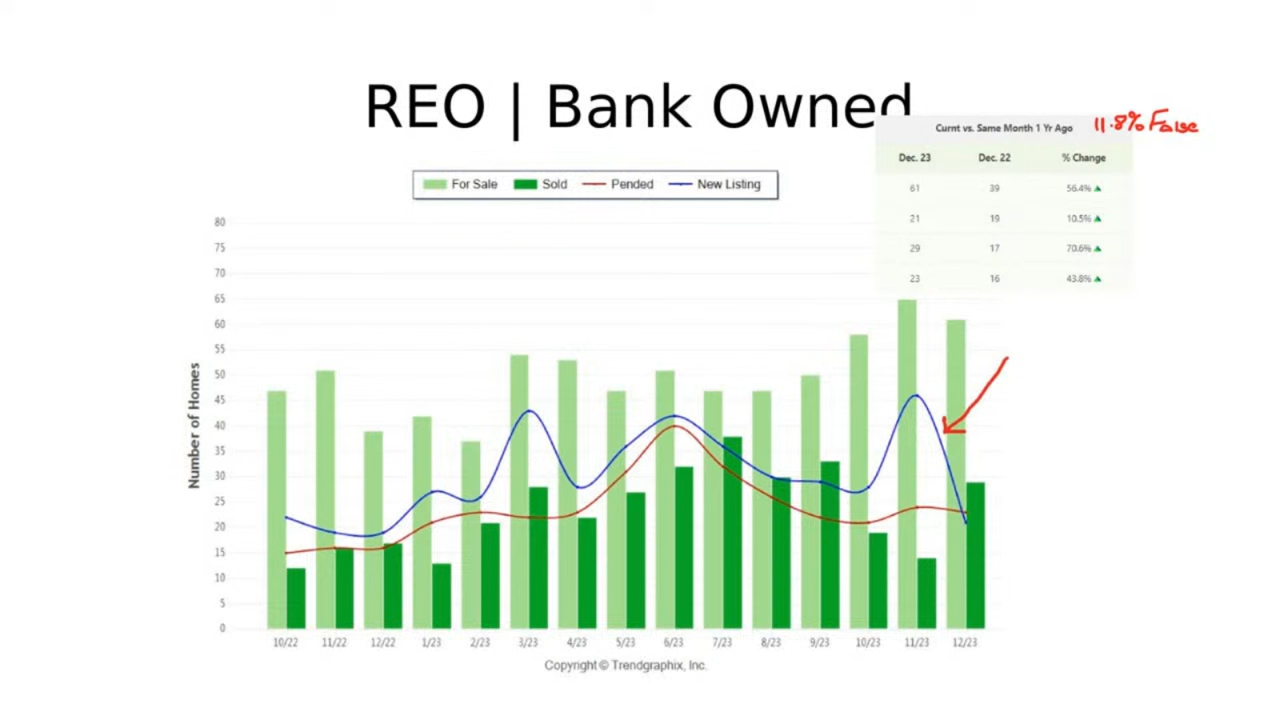 REO | Bank Owned
Curnt vs. Same Month 1 Yr Ago
11.8% False
Dec. 23 Dec. 22 % Change
61 39 56.4%
21 19 10.5%
29 17 70.6%
23 16 43.8%
For Sale Sold Pended New Listing
80
75
70
65
60
55
50
45
40
35
30
25
20
15
10
5
0
Number of Homes
10/22 11/22 12/22 1/23 2/23 3/23 4/23 5/23 6/23 7/23 8/23 9/23 10/23 11/23 12/23
Copyright © Trendgraphix, Inc.